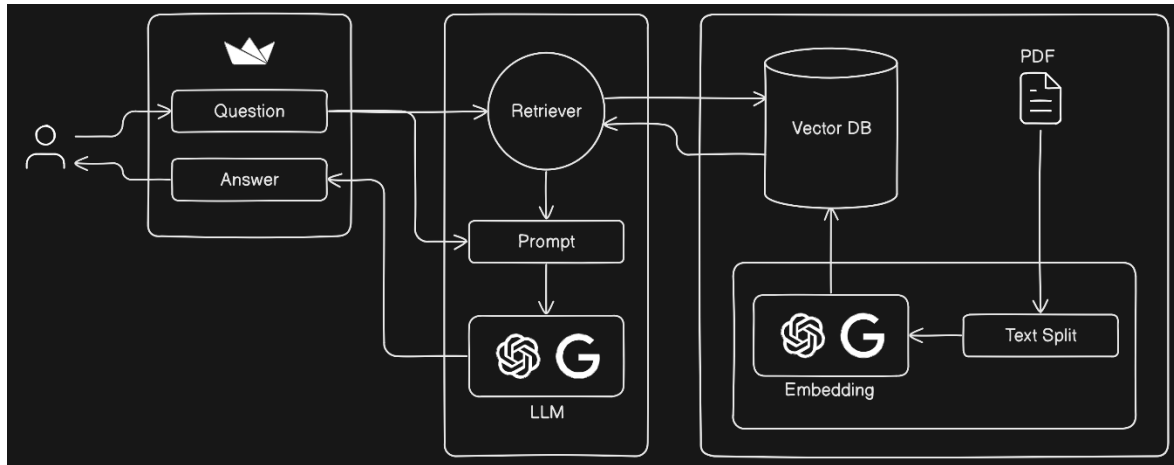 Question
Answer
Retriever
Prompt
LLM
Vector DB
PDF
Text Split
Embedding